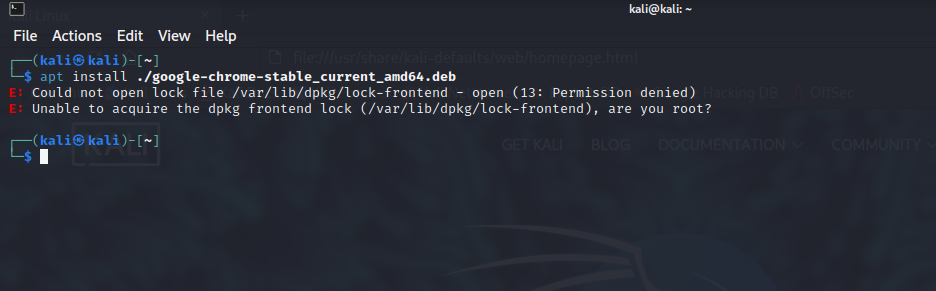 kali@kali: ~
File Actions Edit View Help
file:///usr/share/kali-defaults/web/homepage.html
┌──(kali㉿kali)-[~]
└─$ apt install ./google-chrome-stable_current_amd64.deb
E: Could not open lock file /var/lib/dpkg/lock-frontend - open (13: Permission denied)
E: Unable to acquire the dpkg frontend lock (/var/lib/dpkg/lock-frontend), are you root?
Hacking DB OffSec
┌──(kali㉿kali)-[~]
└─$
KALI
GET KALI BLOG DOCUMENTATION COMMUNITY